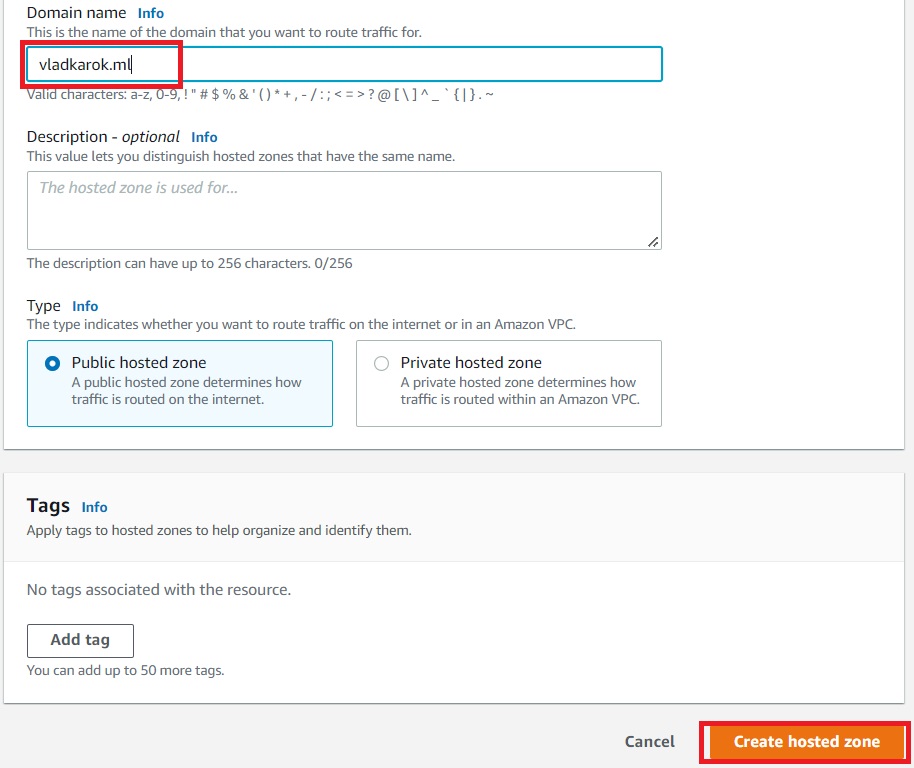 Domain name Info
This is the name of the domain that you want to route traffic for.
vladkarok.ml
Valid characters: a-z, 0-9, ! " # $ % & ' ( ) * + , - / : ; < = > ? @ [ \ ] ^ _ ` { | } . ~
Description - optional Info
This value lets you distinguish hosted zones that have the same name.
The hosted zone is used for...
The description can have up to 256 characters. 0/256
Type Info
The type indicates whether you want to route traffic on the internet or in an Amazon VPC.
Public hosted zone
A public hosted zone determines how
traffic is routed on the internet.
Private hosted zone
A private hosted zone determines how
traffic is routed within an Amazon VPC.
Tags Info
Apply tags to hosted zones to help organize and identify them.
No tags associated with the resource.
Add tag
You can add up to 50 more tags.
Cancel
Create hosted zone